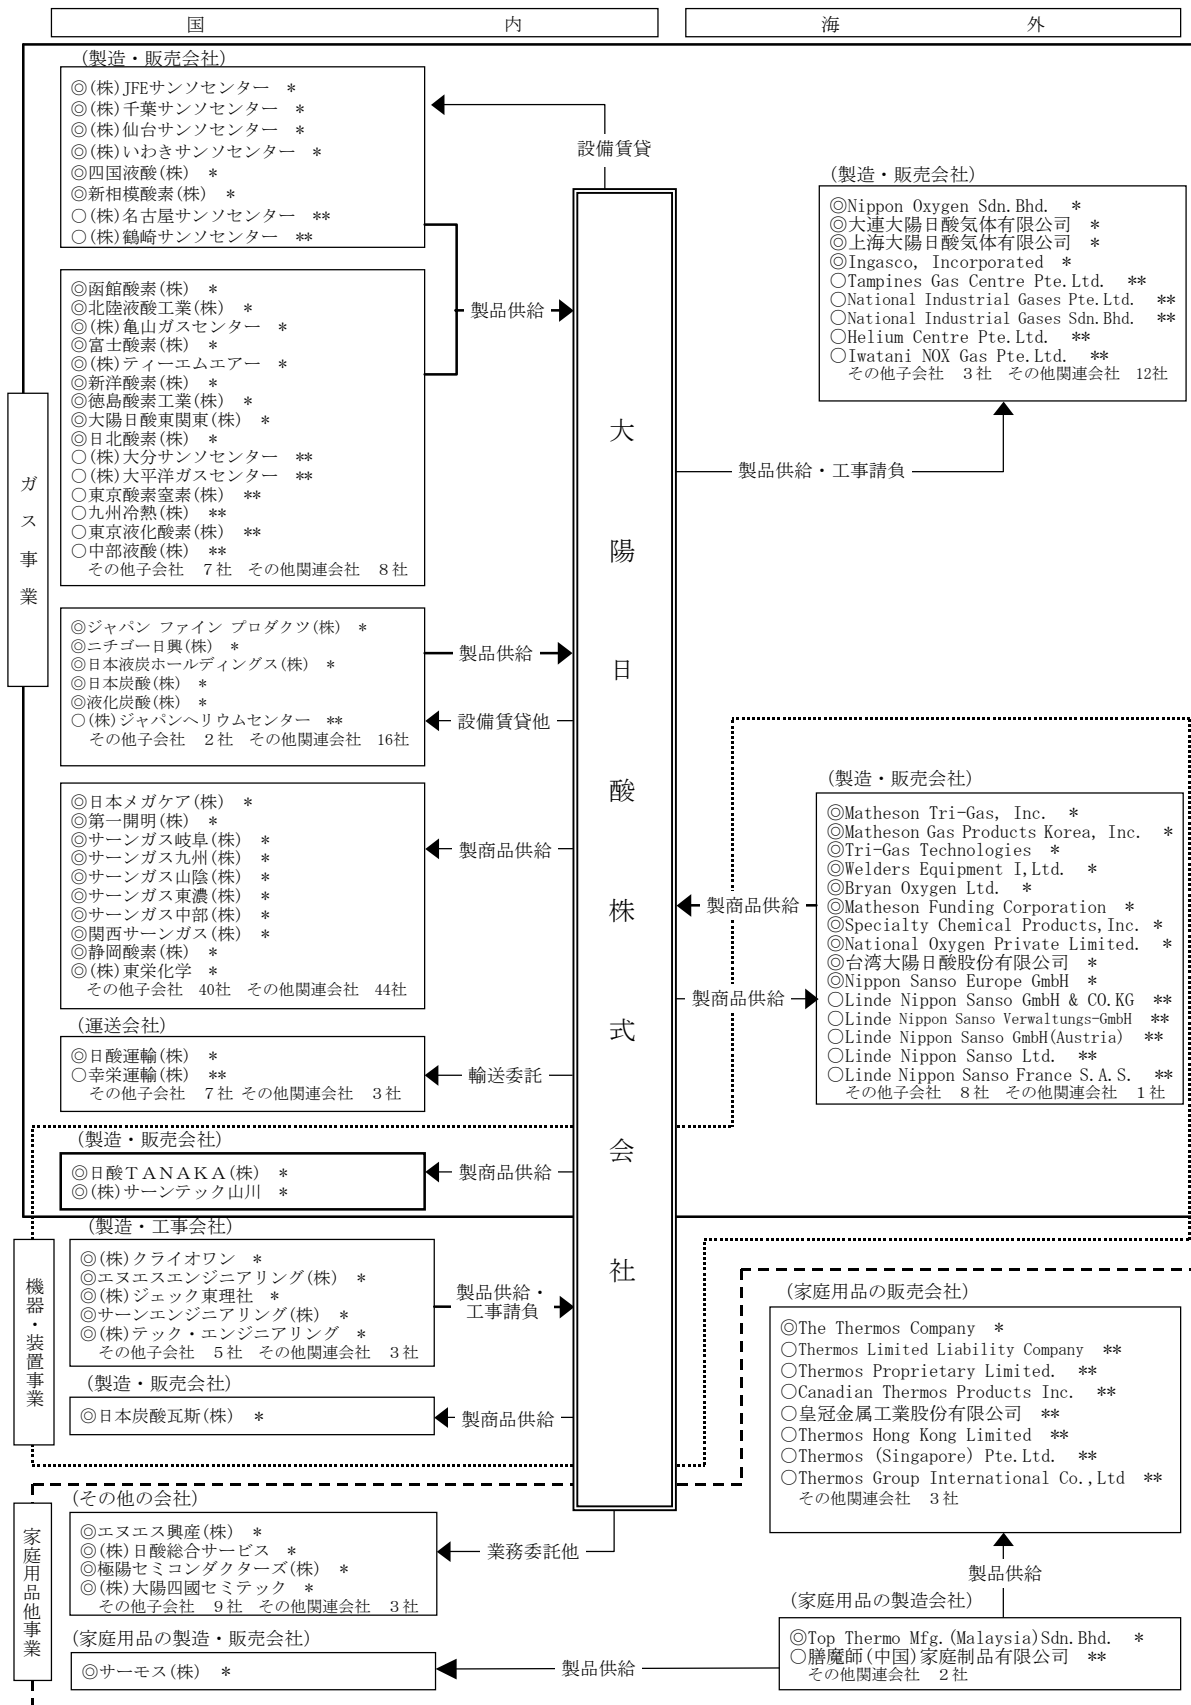 国　　　　　内
海　　　　　外
(製造・販売会社)
◎(株)JFEサンソセンター　*
◎(株)千葉サンソセンター　*
◎(株)仙台サンソセンター　*
◎(株)いわきサンソセンター　*
◎四国液酸(株)　*
◎新相模酸素(株)　*
○(株)名古屋サンソセンター　**
○(株)鶴崎サンソセンター　**
設備賃貸
◎函館酸素(株)　*
◎北陸液酸工業(株)　*
◎(株)亀山ガスセンター　*
◎富士酸素(株)　*
◎(株)ティーエムエアー　*
◎新洋酸素(株)　*
◎徳島酸素工業(株)　*
◎大陽日酸東関東(株)　*
◎日北酸素(株)　*
○(株)大分サンソセンター　**
○(株)大平洋ガスセンター　**
○東京酸素窒素(株)　**
○九州冷熱(株)　**
○東京液化酸素(株)　**
○中部液酸(株)　**
その他子会社　7社　その他関連会社　8社
製品供給
ガス事業
◎ジャパン ファイン プロダクツ(株)　*
◎ニチゴー日興(株)　*
◎日本液炭ホールディングス(株)　*
◎日本炭酸(株)　*
◎液化炭酸(株)　*
○(株)ジャパンヘリウムセンター　**
その他子会社　2社　その他関連会社　16社
製品供給
設備賃貸他
◎日本メガケア(株)　*
◎第一開明(株)　*
◎サーンガス岐阜(株)　*
◎サーンガス九州(株)　*
◎サーンガス山陰(株)　*
◎サーンガス東濃(株)　*
◎サーンガス中部(株)　*
◎関西サーンガス(株)　*
◎静岡酸素(株)　*
◎(株)東栄化学　*
その他子会社　40社　その他関連会社　44社
製商品供給
(運送会社)
◎日酸運輸(株)　*
○幸栄運輸(株)　**
その他子会社　7社 その他関連会社　3社
輸送委託
(製造・販売会社)
◎日酸TANAKA(株)　*
◎(株)サーンテック山川　*
製商品供給
機器・装置事業
(製造・工事会社)
◎(株)クライオワン　*
◎エヌエスエンジニアリング(株)　*
◎(株)ジェック東理社　*
◎サーンエンジニアリング(株)　*
◎(株)テック・エンジニアリング　*
その他子会社　5社　その他関連会社　3社
製品供給・
工事請負
(製造・販売会社)
◎日本炭酸瓦斯(株)　*
製商品供給
家庭用品他事業
(その他の会社)
◎エヌエス興産(株)　*
◎(株)日酸総合サービス　*
◎極陽セミコンダクターズ(株)　*
◎(株)大陽四國セミテック　*
その他子会社　9社　その他関連会社　3社
業務委託他
(家庭用品の製造・販売会社)
◎サーモス(株)　*
製品供給
大陽日酸株式会社
(製造・販売会社)
◎Nippon Oxygen Sdn.Bhd.　*
◎大連大陽日酸気体有限公司　*
◎上海大陽日酸気体有限公司　*
◎Ingasco, Incorporated　*
○Tampines Gas Centre Pte.Ltd.　**
○National Industrial Gases Pte.Ltd.　**
○National Industrial Gases Sdn.Bhd.　**
○Helium Centre Pte.Ltd.　**
○Iwatani NOX Gas Pte.Ltd.　**
その他子会社　3社　その他関連会社　12社
製品供給・工事請負
(製造・販売会社)
◎Matheson Tri-Gas, Inc.　*
◎Matheson Gas Products Korea, Inc.　*
◎Tri-Gas Technologies　*
◎Welders Equipment I,Ltd.　*
◎Bryan Oxygen Ltd.　*
◎Matheson Funding Corporation　*
◎Specialty Chemical Products,Inc.　*
◎National Oxygen Private Limited.　*
◎台湾大陽日酸股份有限公司　*
◎Nippon Sanso Europe GmbH　*
○Linde Nippon Sanso GmbH & CO.KG　**
○Linde Nippon Sanso Verwaltungs-GmbH　**
○Linde Nippon Sanso GmbH(Austria)　**
○Linde Nippon Sanso Ltd.　**
○Linde Nippon Sanso France S.A.S.　**
その他子会社　8社　その他関連会社　1社
製商品供給
製商品供給
(家庭用品の販売会社)
◎The Thermos Company　*
○Thermos Limited Liability Company　**
○Thermos Proprietary Limited.　**
○Canadian Thermos Products Inc.　**
○皇冠金属工業股份有限公司　**
○Thermos Hong Kong Limited　**
○Thermos (Singapore) Pte.Ltd.　**
○Thermos Group International Co.,Ltd　**
その他関連会社　3社
製品供給
(家庭用品の製造会社)
◎Top Thermo Mfg.(Malaysia)Sdn.Bhd.　*
○膳魔師(中国)家庭制品有限公司　**
その他関連会社　2社